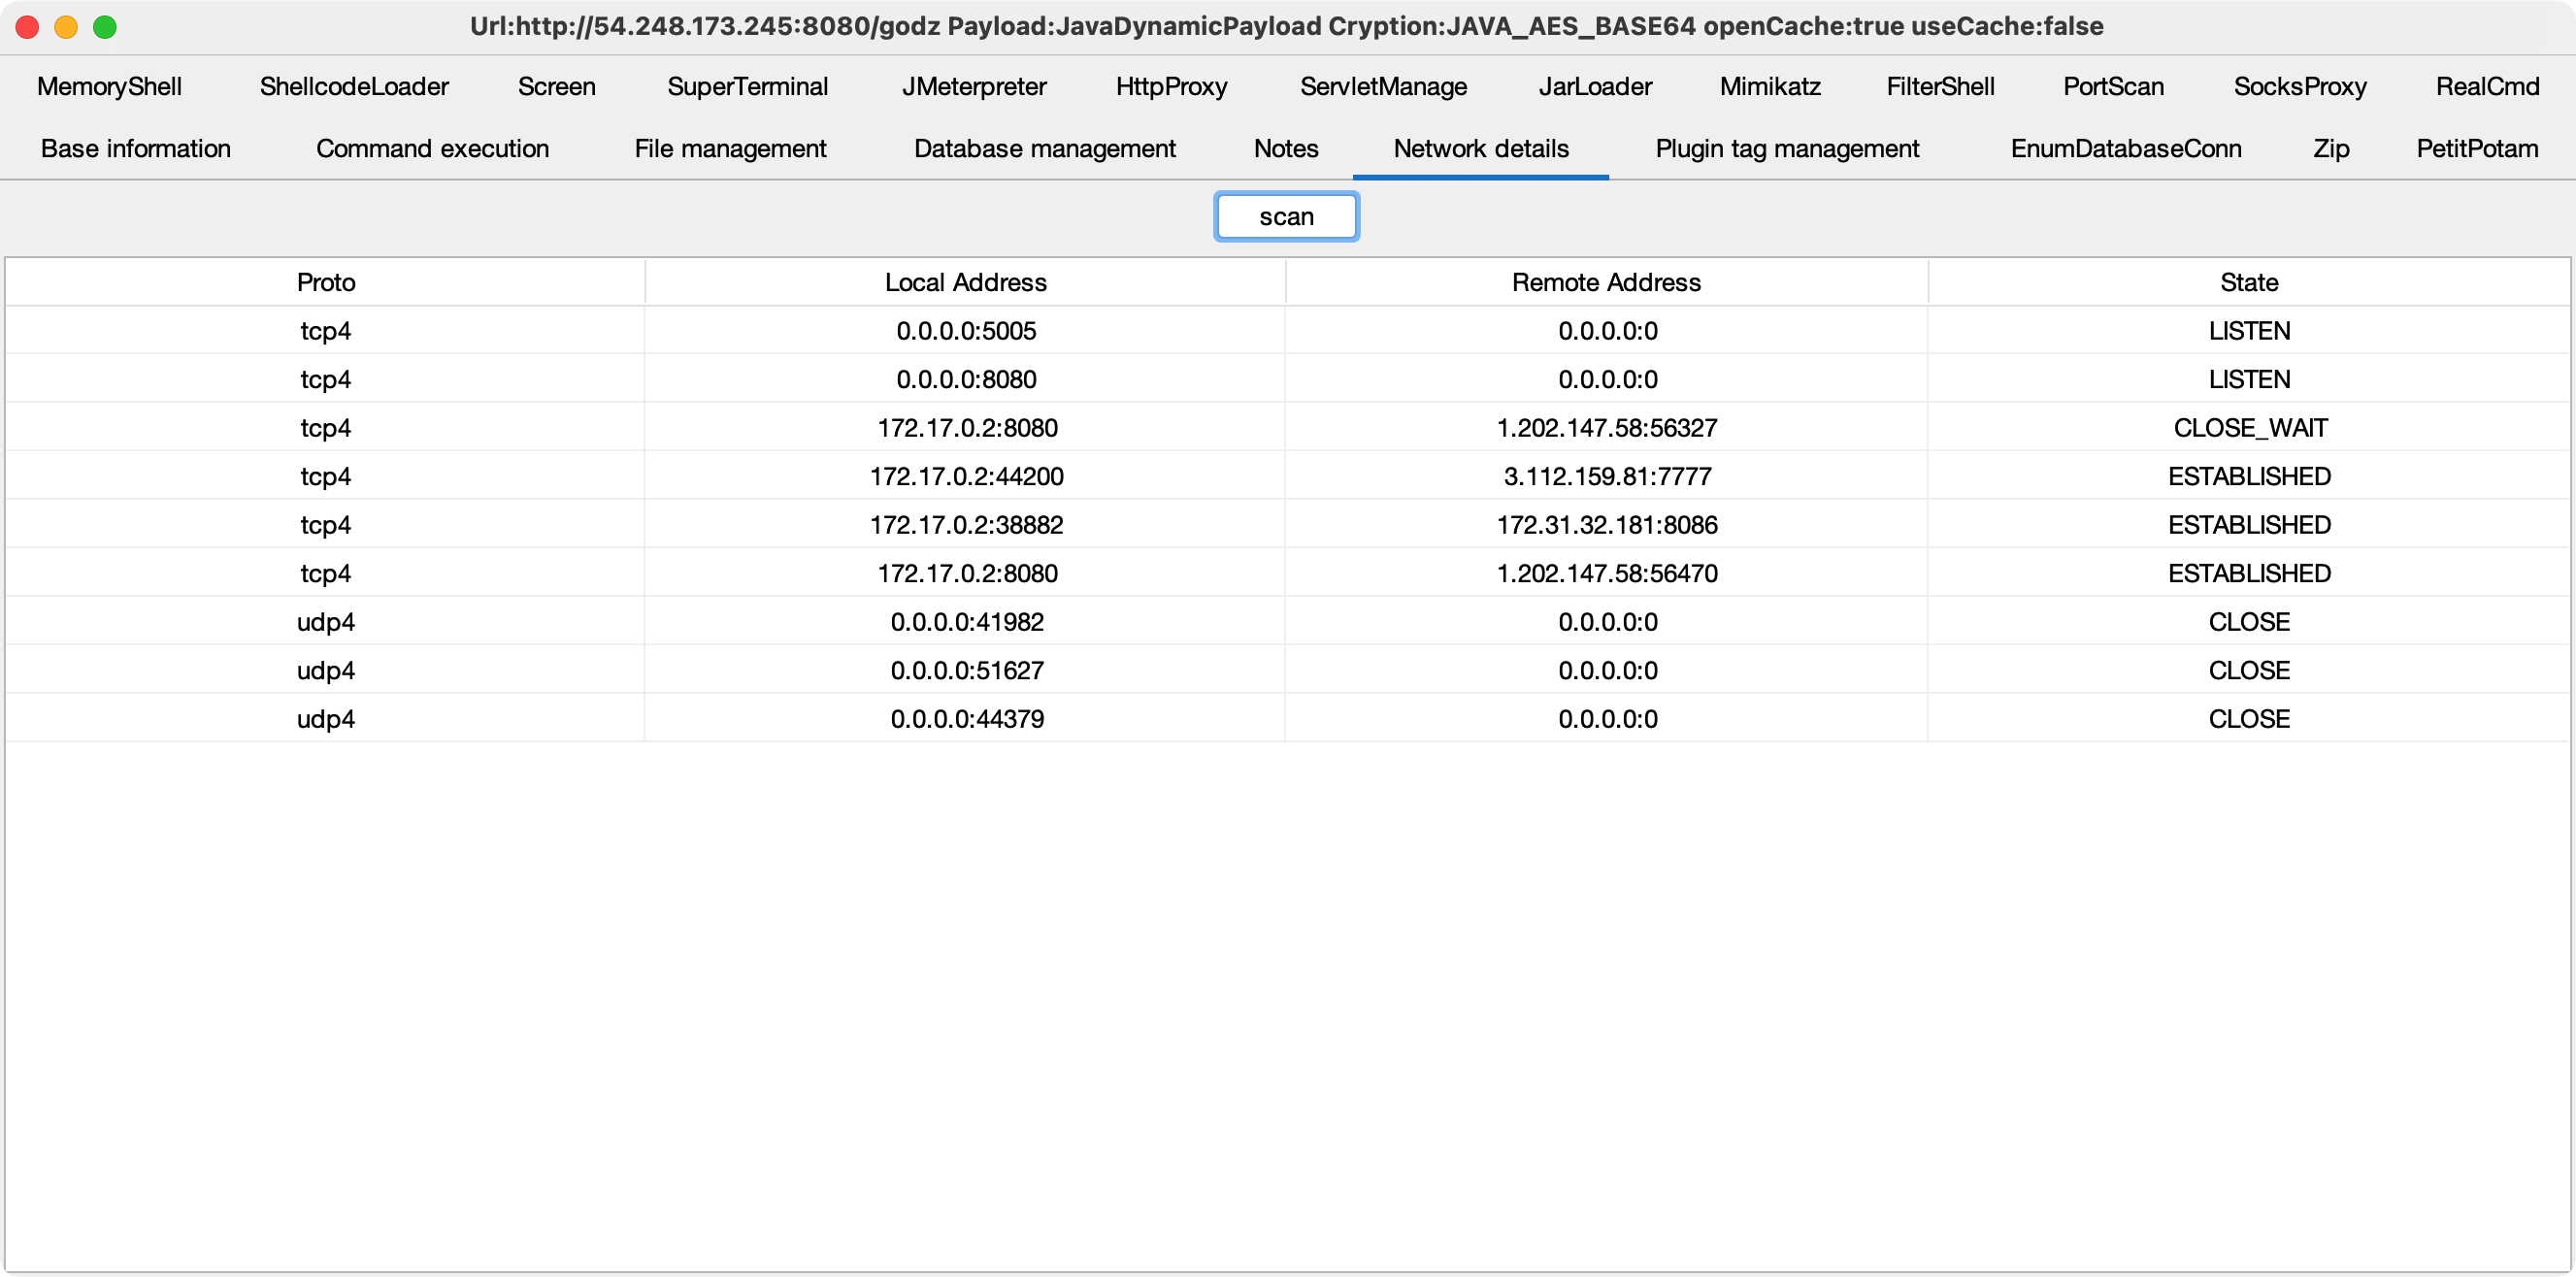 Url:http://54.248.173.245:8080/godz Payload:JavaDynamicPayload Cryption:JAVA_AES_BASE64 openCache:true useCache:false
MemoryShell ShellcodeLoader Screen SuperTerminal JMeterpreter HttpProxy ServletManage JarLoader Mimikatz FilterShell PortScan SocksProxy RealCmd
Base information Command execution File management Database management Notes Network details Plugin tag management EnumDatabaseConn Zip PetitPotam
scan
Proto Local Address Remote Address State
tcp4 0.0.0.0:5005 0.0.0.0:0 LISTEN
tcp4 0.0.0.0:8080 0.0.0.0:0 LISTEN
tcp4 172.17.0.2:8080 1.202.147.58:56327 CLOSE_WAIT
tcp4 172.17.0.2:44200 3.112.159.81:7777 ESTABLISHED
tcp4 172.17.0.2:38882 172.31.32.181:8086 ESTABLISHED
tcp4 172.17.0.2:8080 1.202.147.58:56470 ESTABLISHED
udp4 0.0.0.0:41982 0.0.0.0:0 CLOSE
udp4 0.0.0.0:51627 0.0.0.0:0 CLOSE
udp4 0.0.0.0:44379 0.0.0.0:0 CLOSE